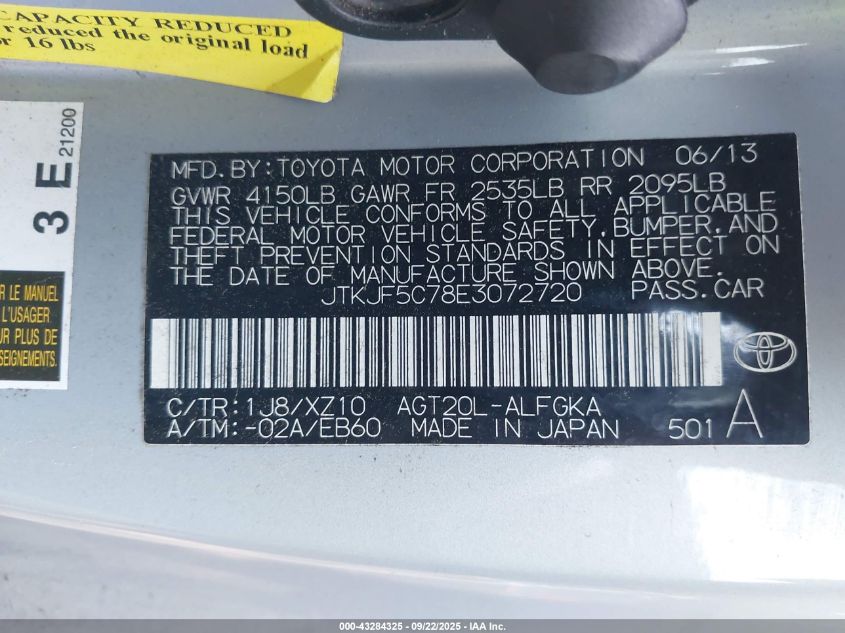 CAPACITY REDUCED
reduced the original load
or 16 lbs
3 E
21200
R LE MANUEL
L'USAGER
UR PLUS DE
SEIGNEMENTS.
MFD. BY: TOYOTA MOTOR CORPORATION 06/13
GVWR 4150LB GAWR FR 2535LB RR 2095LB
THIS VEHICLE CONFORMS TO ALL APPLICABLE
FEDERAL MOTOR VEHICLE SAFETY, BUMPER, AND
THEFT PREVENTION STANDARDS IN EFFECT ON
THE DATE OF MANUFACTURE SHOWN ABOVE.
JTKJF5C78E3072720 PASS. CAR
C/TR: 1J8/XZ10 AGT20L-ALFGKA
A/TM: -02A/EB60 MADE IN JAPAN 501 A
000-43284325 - 09/22/2025 - IAA Inc.